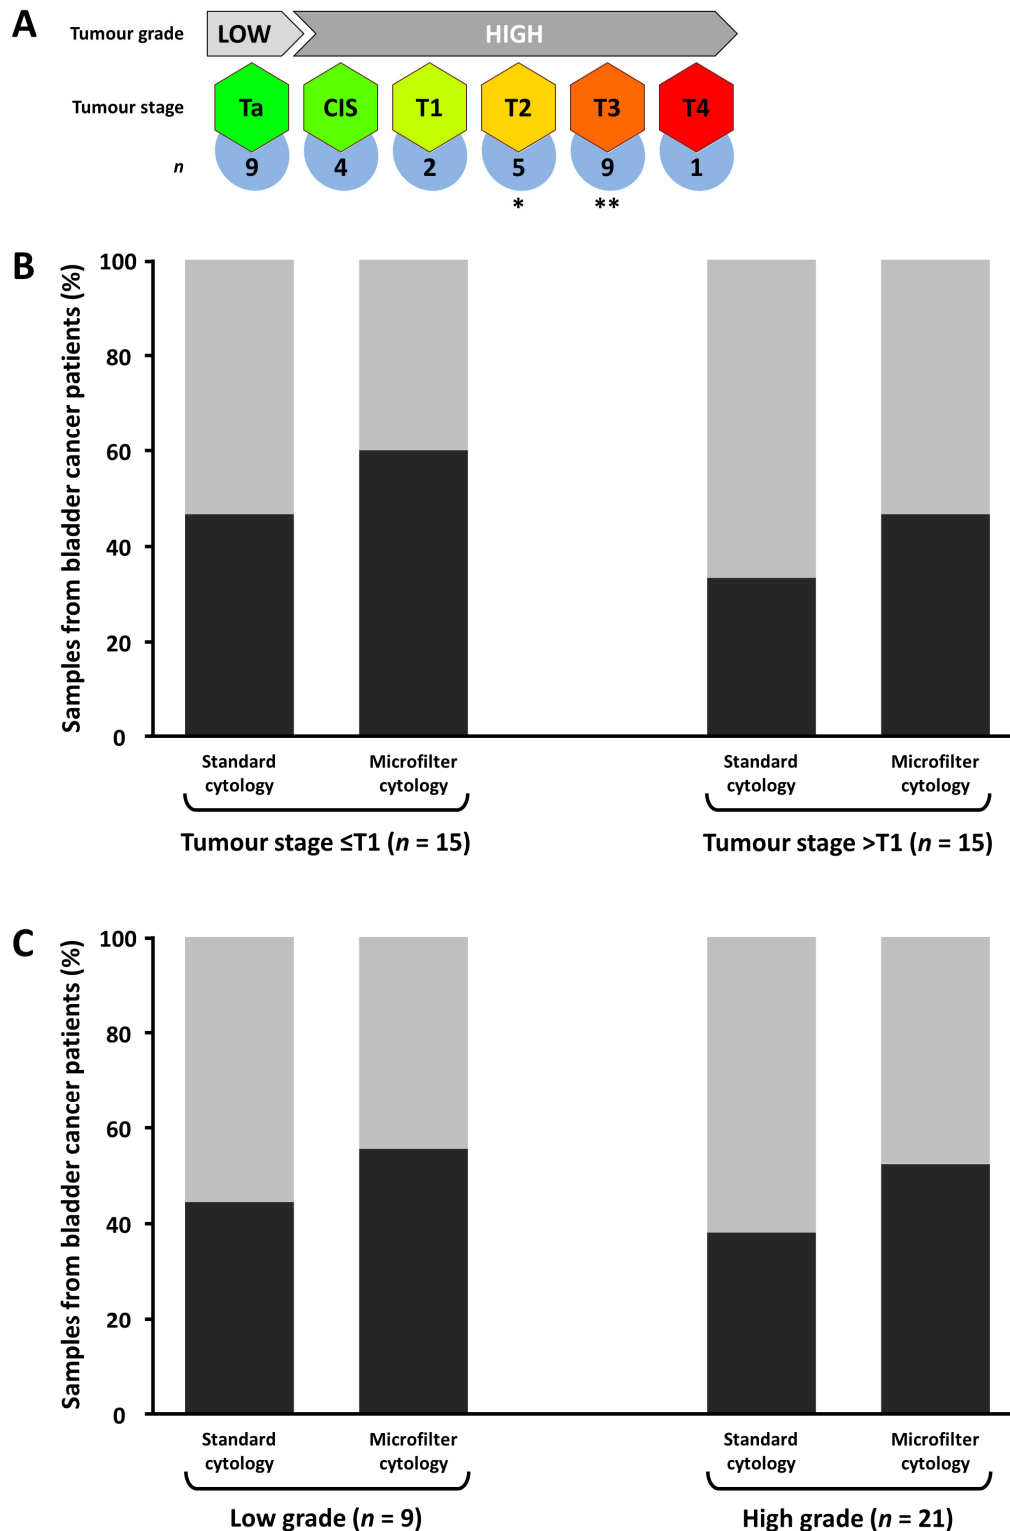 A
Tumour grade
LOW
HIGH
Tumour stage
Ta CIS T1 T2 T3 T4
n
9 4 2 5 9 1
* **
B
Samples from bladder cancer patients (%)
100
80
60
40
20
0
Standard cytology
Microfilter cytology
Standard cytology
Microfilter cytology
Tumour stage ≤T1 (n = 15)
Tumour stage >T1 (n = 15)
C
Samples from bladder cancer patients (%)
100
80
60
40
20
0
Standard cytology
Microfilter cytology
Standard cytology
Microfilter cytology
Low grade (n = 9)
High grade (n = 21)